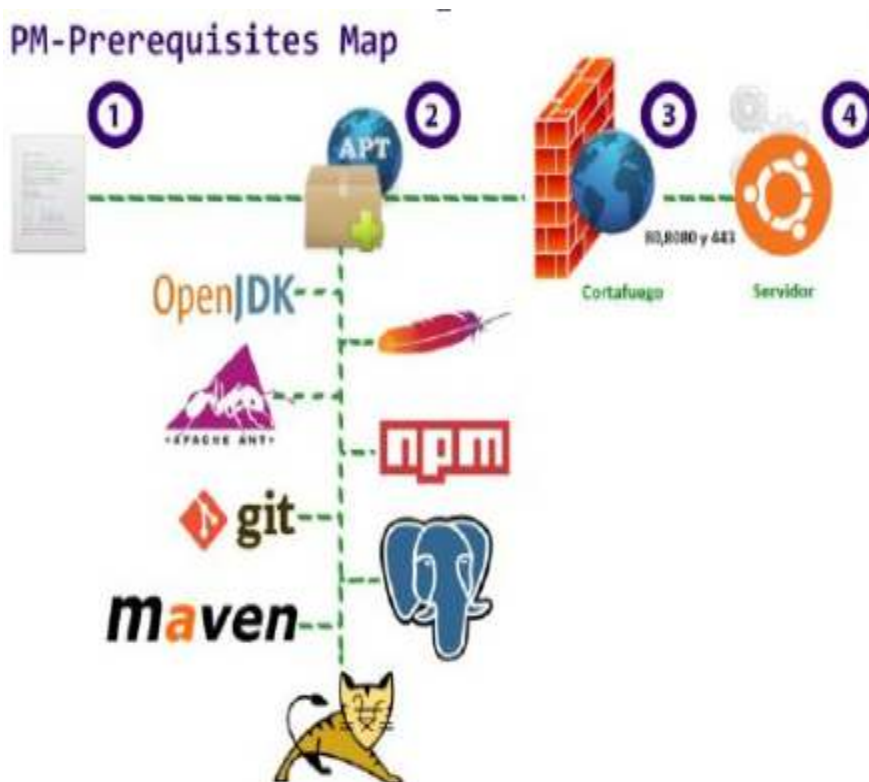 PM-Prerequisites Map
1
2
3
4
APT
80,8080 y 443
Cortafuego
Servidor
OpenJDK
APACHE ANT
npm
git
maven